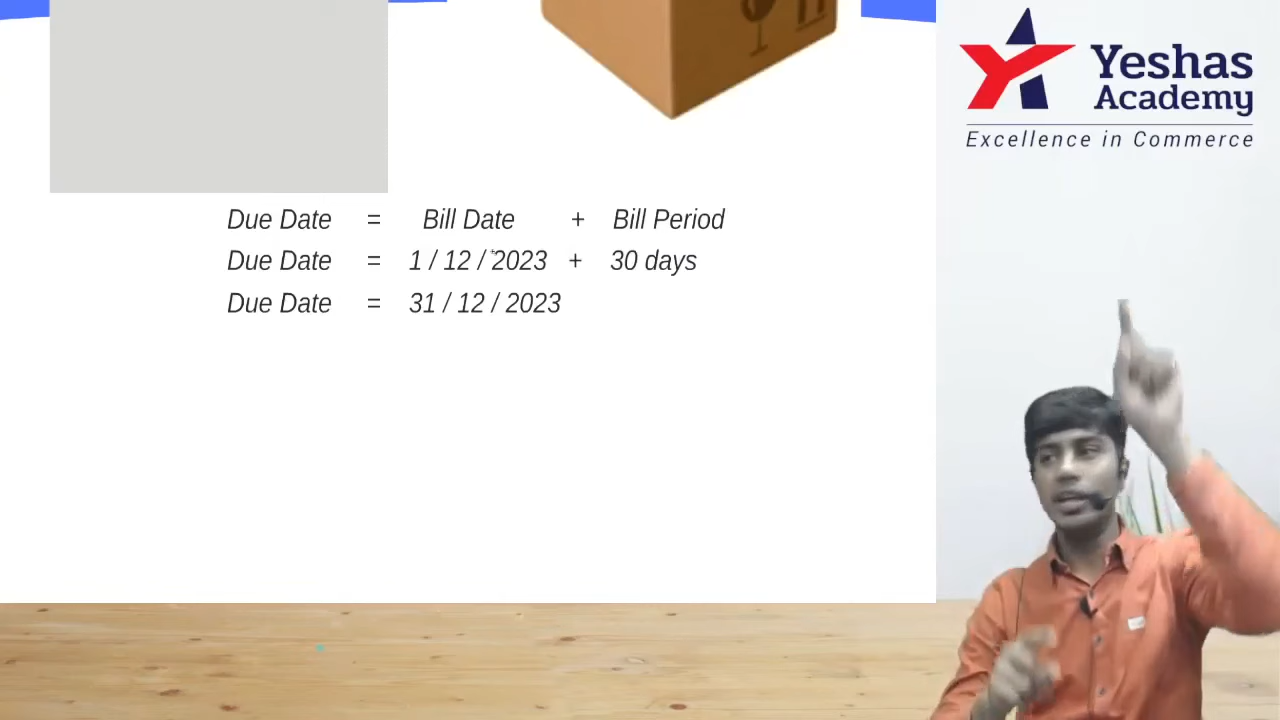 Yeshas
Academy
Excellence in Commerce
Due Date = Bill Date + Bill Period
Due Date = 1 / 12 / 2023 + 30 days
Due Date = 31 / 12 / 2023